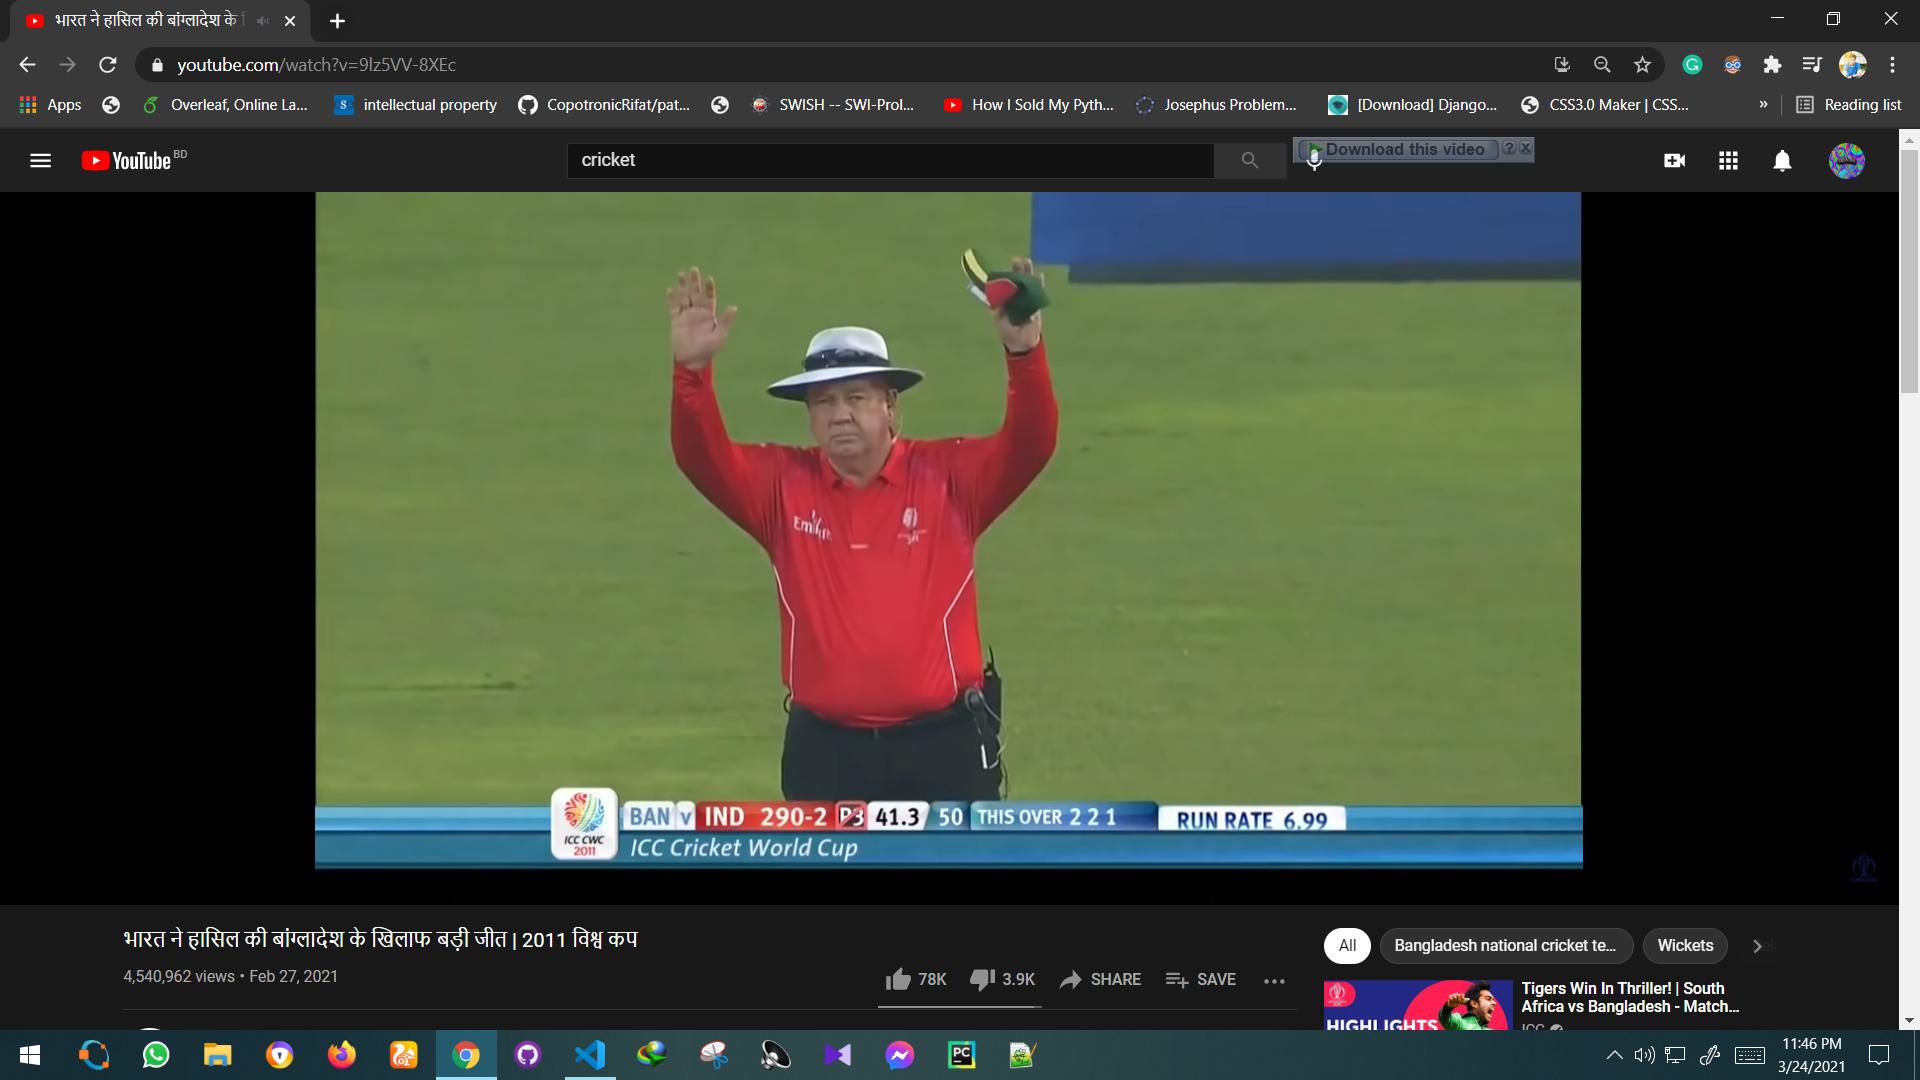 भारत ने हासिल की बांग्लादेश के
youtube.com/watch?v=9lz5VV-8XEc
Apps
Overleaf, Online La...
intellectual property
CopotronicRifat/pat...
SWISH -- SWI-Prol...
How I Sold My Pyth...
Josephus Problem...
[Download] Django...
CSS3.0 Maker | CSS...
»
Reading list
YouTube BD
cricket
Download this video
Emirates
BAN v IND 290-2 P3 41.3 50 THIS OVER 2 2 1 RUN RATE 6.99
ICC CWC
2011
ICC Cricket World Cup
भारत ने हासिल की बांग्लादेश के खिलाफ बड़ी जीत | 2011 विश्व कप
4,540,962 views • Feb 27, 2021
78K
3.9K
SHARE
SAVE
All
Bangladesh national cricket te...
Wickets
HIGHLIGHTS
Tigers Win In Thriller! | South
Africa vs Bangladesh - Match...
ICC
PC
11:46 PM
3/24/2021